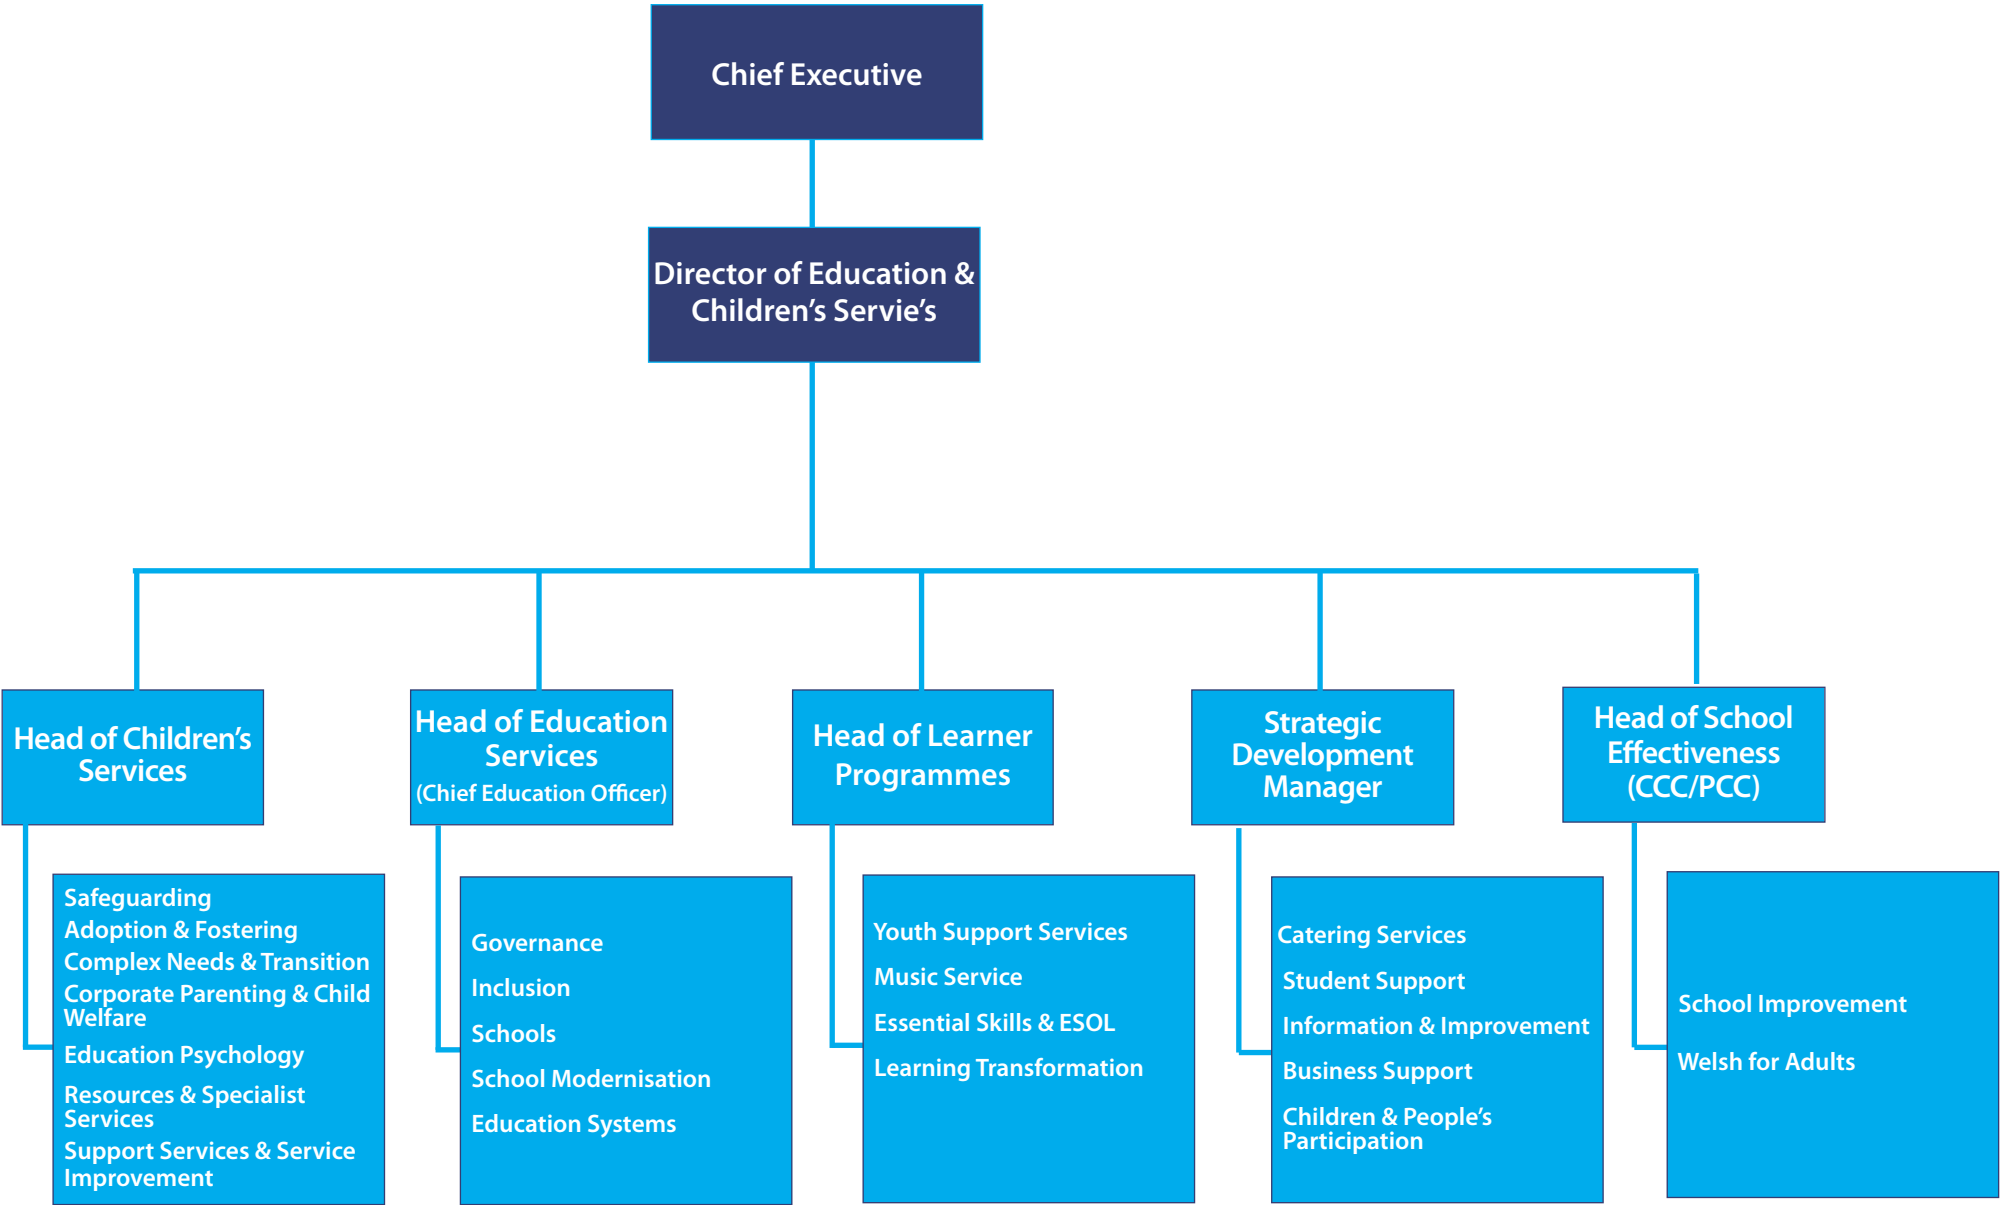 Chief Executive
Director of Education &
Children’s Servie’s
Head of Children’s
Services
Head of Education
Services
(Chief Education Officer)
Head of Learner
Programmes
Strategic
Development
Manager
Head of School
Effectiveness
(CCC/PCC)
Safeguarding
Adoption & Fostering
Complex Needs & Transition
Corporate Parenting & Child
Welfare
Education Psychology
Resources & Specialist
Services
Support Services & Service
Improvement
Governance
Inclusion
Schools
School Modernisation
Education Systems
Youth Support Services
Music Service
Essential Skills & ESOL
Learning Transformation
Catering Services
Student Support
Information & Improvement
Business Support
Children & People’s
Participation
School Improvement
Welsh for Adults